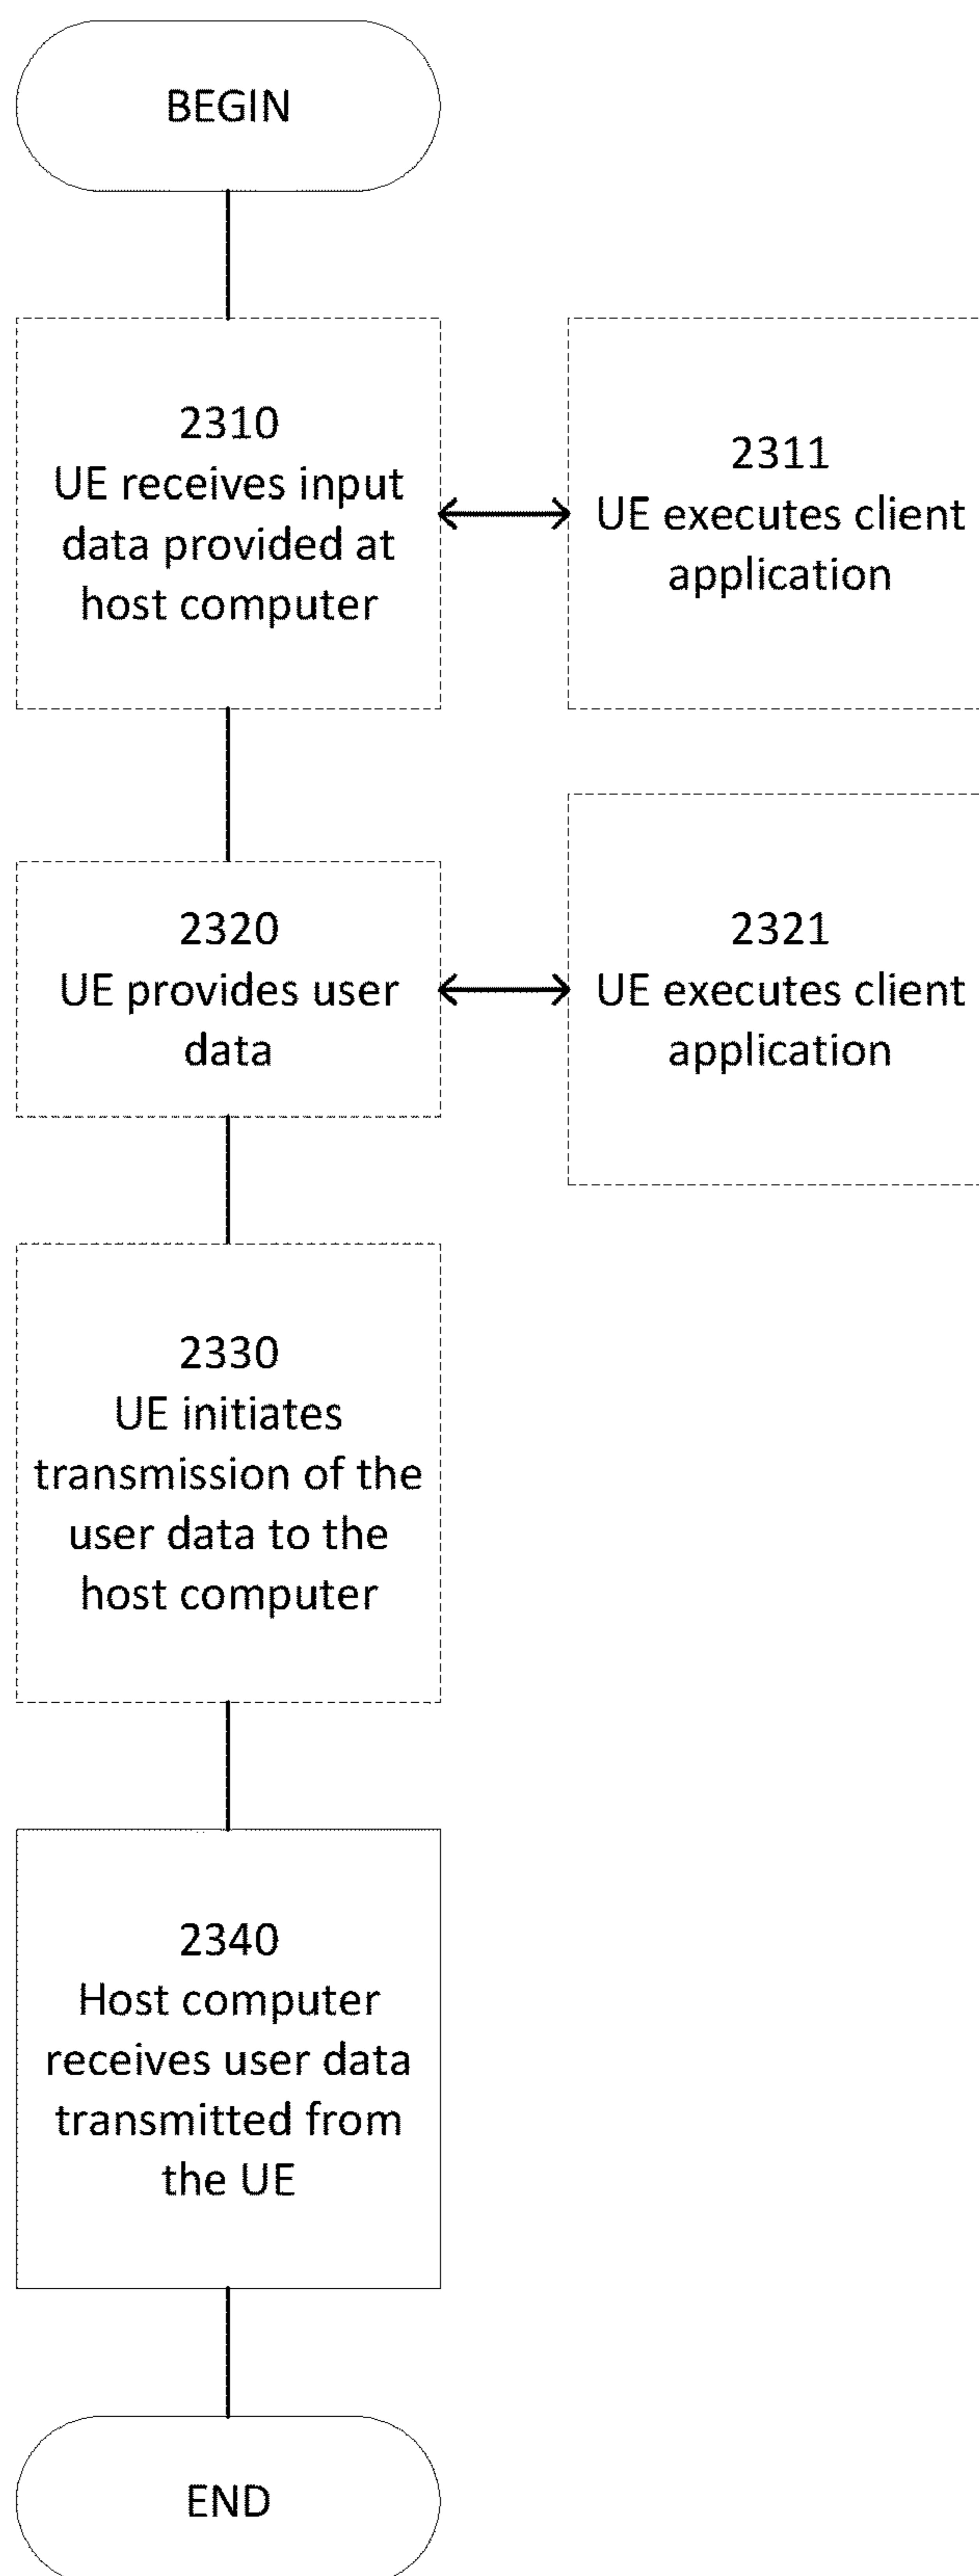 BEGIN
2310
UE receives input
data provided at
host computer
2311
UE executes client
application
2320
UE provides user
data
2321
UE executes client
application
2330
UE initiates
transmission of the
user data to the
host computer
2340
Host computer
receives user data
transmitted from
the UE
END